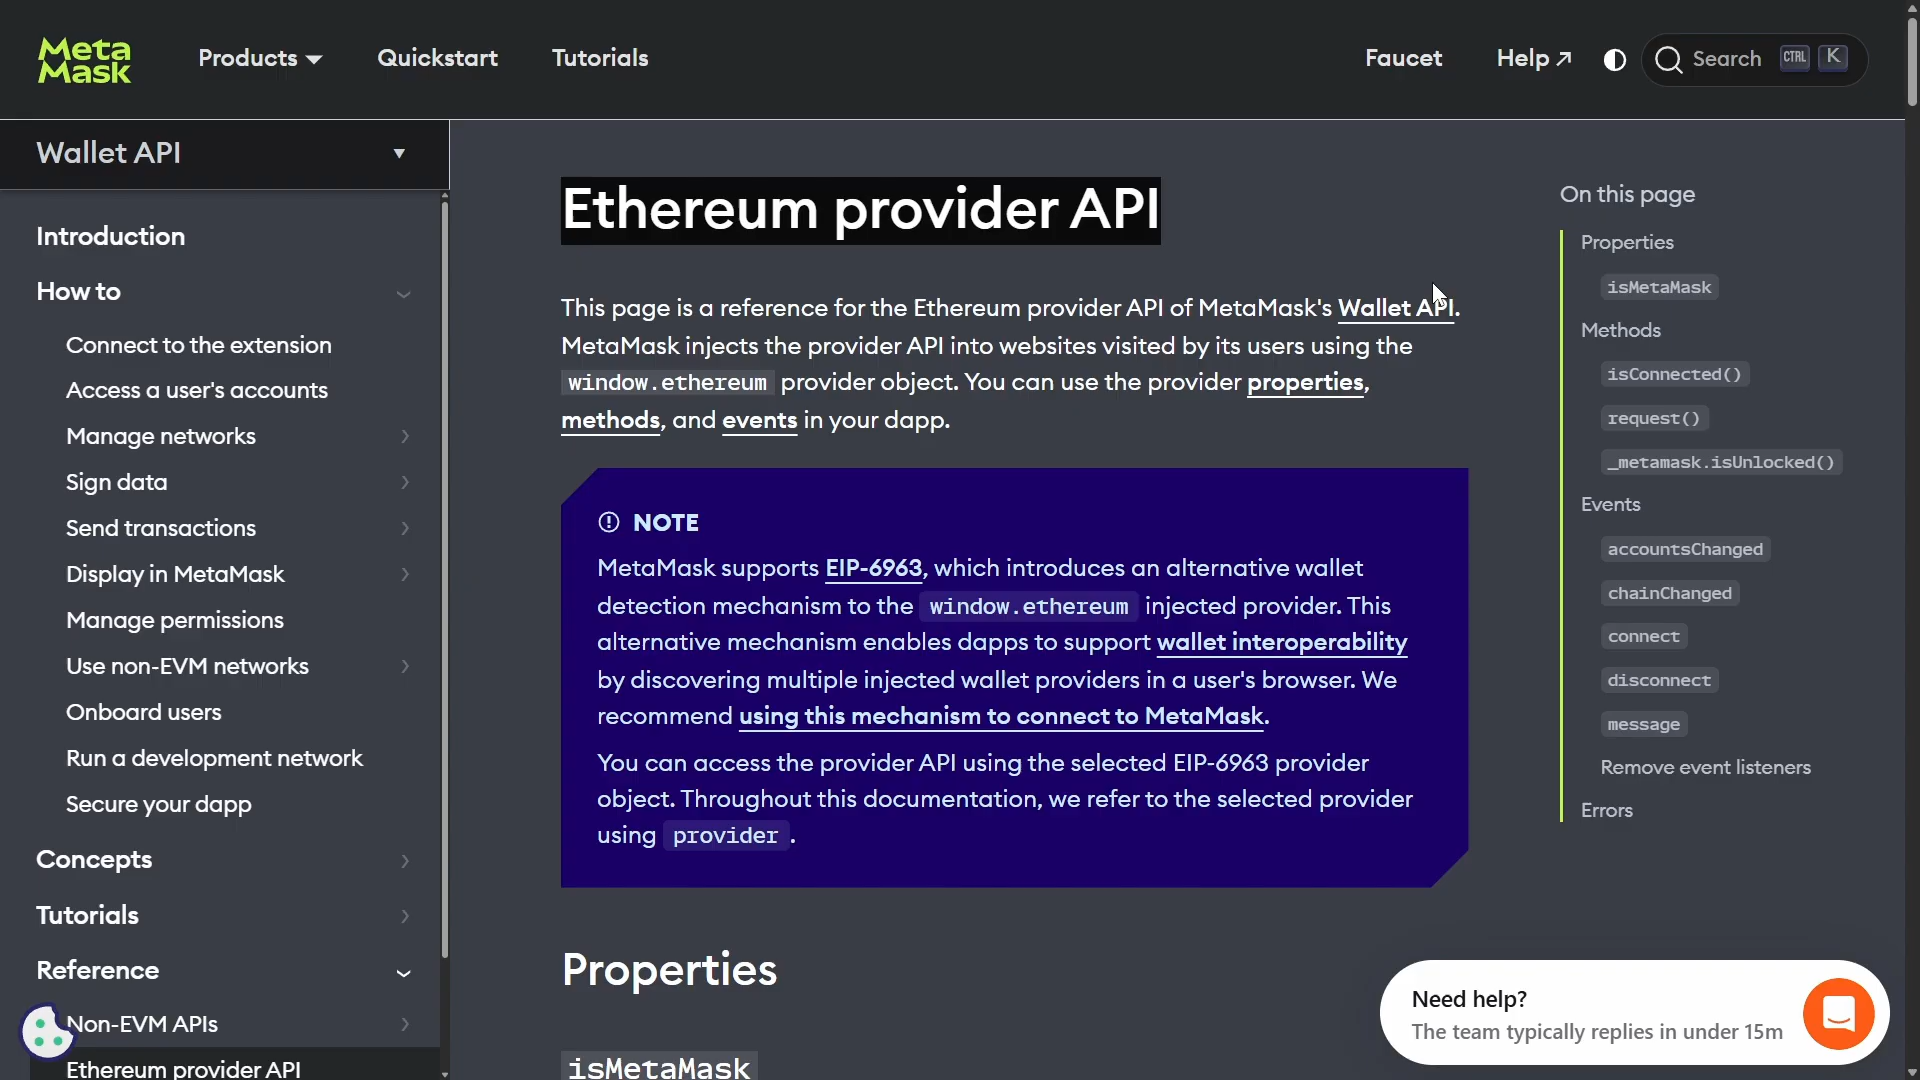 Meta Mask
Products
Quickstart
Tutorials
Faucet
Help
Search CTRL K
Wallet API
Introduction
How to
Connect to the extension
Access a user's accounts
Manage networks
Sign data
Send transactions
Display in MetaMask
Manage permissions
Use non-EVM networks
Onboard users
Run a development network
Secure your dapp
Concepts
Tutorials
Reference
Non-EVM APIs
Ethereum provider API
Ethereum provider API
This page is a reference for the Ethereum provider API of MetaMask's Wallet API.
MetaMask injects the provider API into websites visited by its users using the
window.ethereum provider object. You can use the provider properties,
methods, and events in your dapp.
NOTE
MetaMask supports EIP-6963, which introduces an alternative wallet
detection mechanism to the window.ethereum injected provider. This
alternative mechanism enables dapps to support wallet interoperability
by discovering multiple injected wallet providers in a user's browser. We
recommend using this mechanism to connect to MetaMask.
You can access the provider API using the selected EIP-6963 provider
object. Throughout this documentation, we refer to the selected provider
using provider.
Properties
isMetaMask
On this page
Properties
isMetaMask
Methods
isConnected()
request()
_metamask.isUnlocked()
Events
accountsChanged
chainChanged
connect
disconnect
message
Remove event listeners
Errors
Need help?
The team typically replies in under 15m